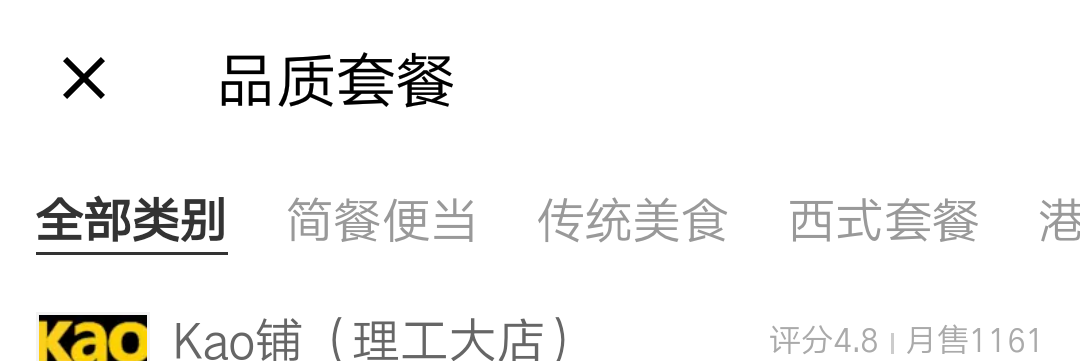 × 品质套餐
全部类别 简餐便当 传统美食 西式套餐 港
kao Kao铺（理工大店） 评分4.8 | 月售1161